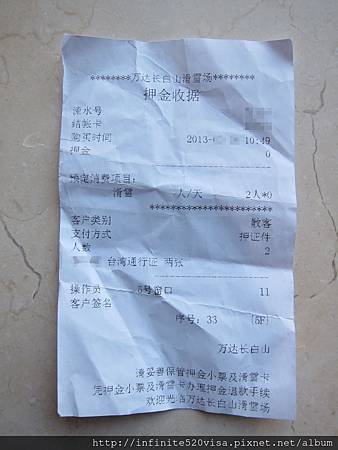 ********万达长白山滑雪场********
押金收据
流水号
结帐卡
购买时间 2013-0 10:49
押金 0
预定消费项目:
滑雪 人/天 2人*0
**********************
客户类别 散客
支付方式 押证件
人数 2
台湾通行证 两张
操作员 5号窗口 11
客户签名
序号: 33 [5F]
万达长白山
请妥善保管押金小票及滑雪卡
凭押金小票及滑雪卡办理押金退款手续
欢迎光临万达长白山滑雪场
http://infinite520visa.pixnet.net/album